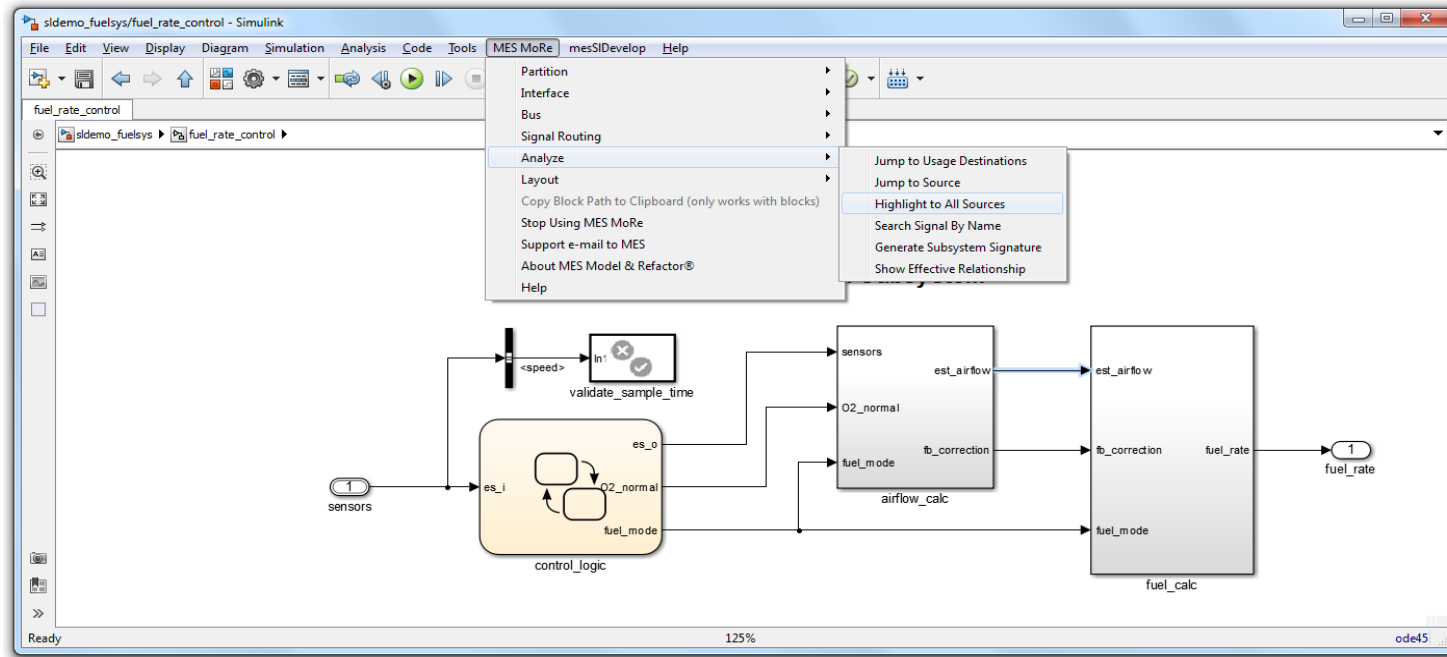 sldemo_fuelsys/fuel_rate_control - Simulink
File Edit View Display Diagram Simulation Analysis Code Tools MES MoRe mesSlDevelop Help
Partition
Interface
Bus
Signal Routing
Analyze
Layout
Copy Block Path to Clipboard (only works with blocks)
Stop Using MES MoRe
Support e-mail to MES
About MES Model & Refactor®
Help
Jump to Usage Destinations
Jump to Source
Highlight to All Sources
Search Signal By Name
Generate Subsystem Signature
Show Effective Relationship
fuel_rate_control
sldemo_fuelsys fuel_rate_control
<speed>
In1
validate_sample_time
1
sensors
es_i
es_o
O2_normal
fuel_mode
control_logic
sensors
O2_normal
fuel_mode
est_airflow
fb_correction
airflow_calc
est_airflow
fb_correction
fuel_mode
fuel_rate
fuel_calc
1
fuel_rate
Ready 125% ode45